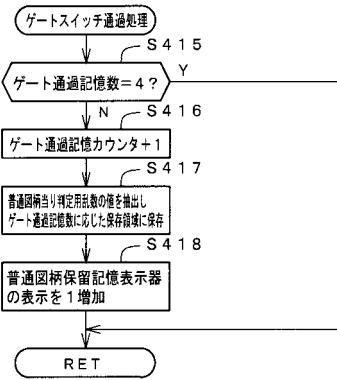 ゲートスイッチ通過処理
S415
ゲート通過記憶数=4?
Y
N
S416
ゲート通過記憶カウンタ+1
S417
普通図柄当り判定用乱数の値を抽出し
ゲート通過記憶数に応じた保存領域に保存
S418
普通図柄保留記憶表示器
の表示を1増加
RET